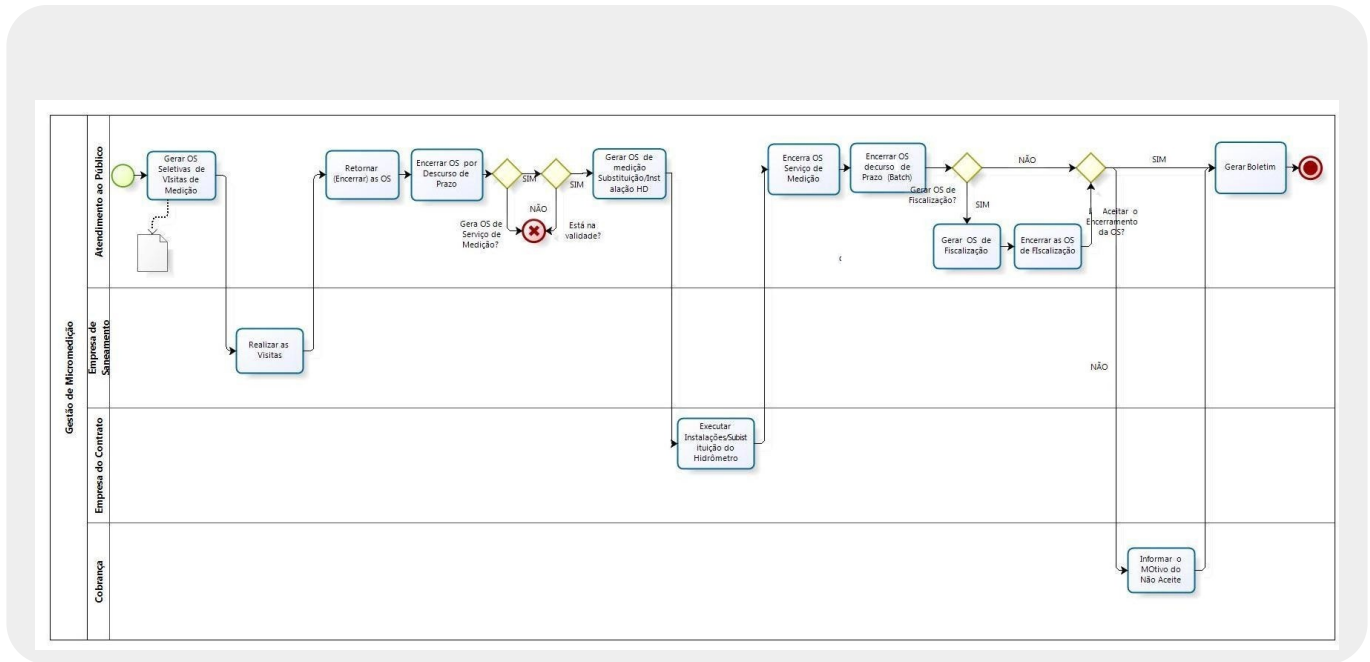 Gestão de Micromedição
Atendimento ao Público
Gerar OS
Seletivas de
VIsitas de
Medição
Retornar
(Encerrar) as OS
Encerrar OS por
Descurso de
Prazo
SIM
SIM
NÃO
Gera OS de
Serviço de
Medição?
Está na
validade?
Gerar OS de
medição
Substituição/Inst
alação HD
Encerra OS
Serviço de
Medição
Encerrar OS
decurso de
Prazo (Batch)
Gerar OS de
Fiscalização?
NÃO
SIM
Gerar OS de
Fiscalização
Encerrar as OS
de FIscalização
Aceitar o
Encerramento
da OS?
SIM
Gerar Boletim
Empresa de
Saneamento
Realizar as
Visitas
NÃO
Empresa do Contrato
Executar
Instalações/Subist
ituição do
Hidrômetro
Cobrança
Informar o
MOtivo do
Não Aceite